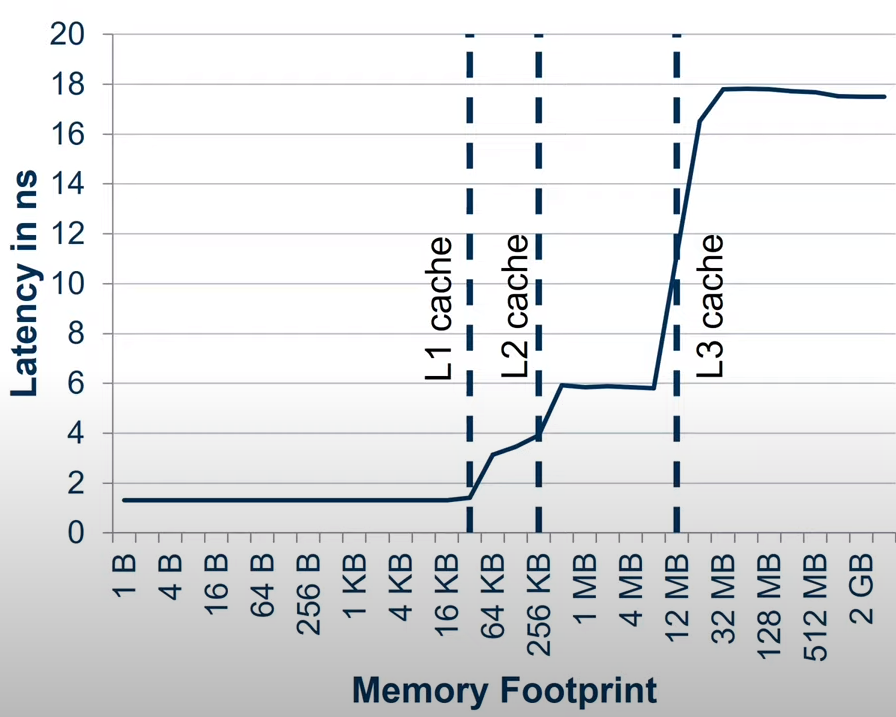 20
18
16
14
12
10
8
6
4
2
0
Latency in ns
L1 cache
L2 cache
L3 cache
1 B
4 B
16 B
64 B
256 B
1 KB
4 KB
16 KB
64 KB
256 KB
1 MB
4 MB
12 MB
32 MB
128 MB
512 MB
2 GB
Memory Footprint